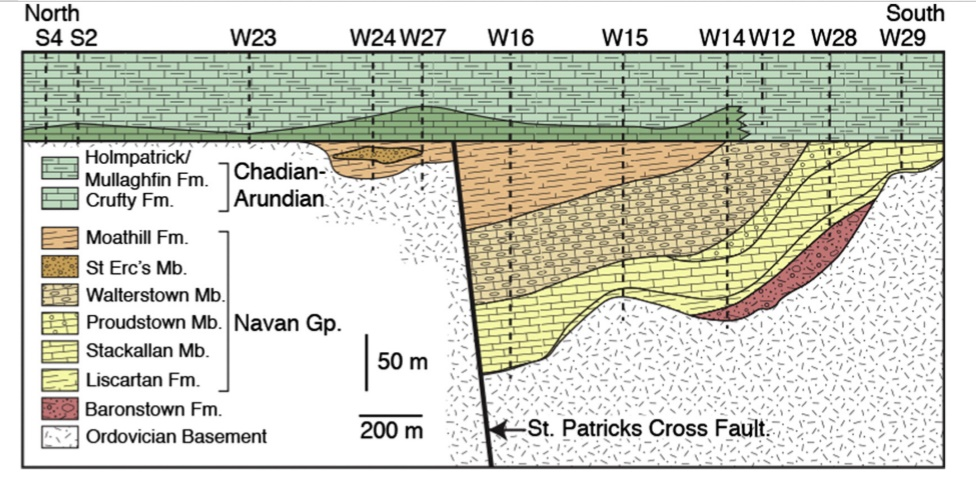 North
South
S4 S2 W23 W24 W27 W16 W15 W14 W12 W28 W29
Holmpatrick/
Mullaghfin Fm.
Crufty Fm.
Chadian-
Arundian
Moathill Fm.
St Erc's Mb.
Walterstown Mb.
Proudstown Mb.
Stackallan Mb.
Liscartan Fm.
Navan Gp.
Baronstown Fm.
Ordovician Basement
50 m
200 m
St. Patricks Cross Fault.